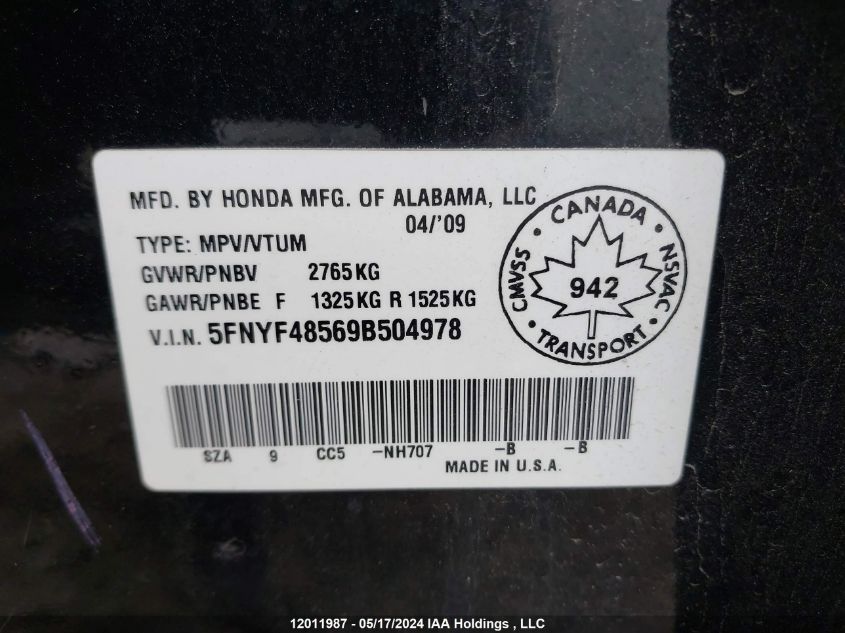 MFD. BY HONDA MFG. OF ALABAMA, LLC
04/'09
TYPE: MPV/VTUM
GVWR/PNBV 2765KG
GAWR/PNBE F 1325KG R 1525KG
V.I.N. 5FNYF48569B504978
CANADA
CMVSS
NSVAC
942
TRANSPORT
SZA 9 CC5 -NH707 -B -B
MADE IN U.S.A.
12011987 - 05/17/2024 IAA Holdings , LLC